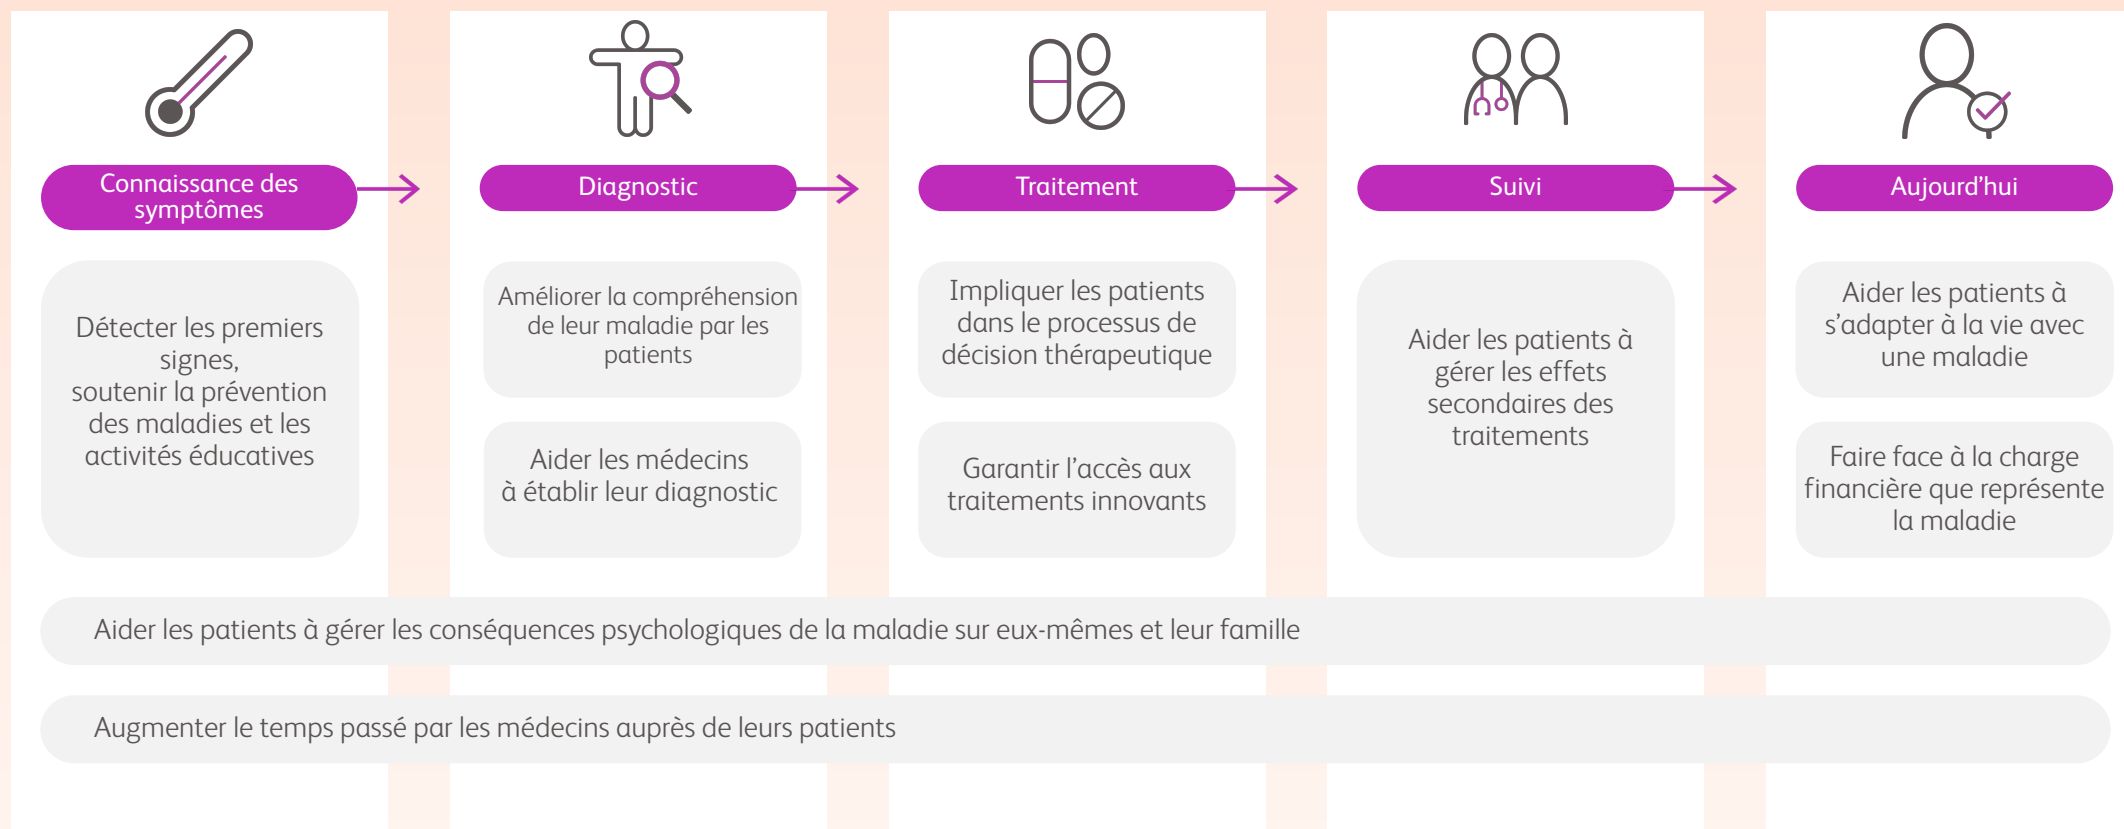 Connaissance des
symptômes
Diagnostic
Traitement
Suivi
Aujourd’hui
Détecter les premiers
signes,
soutenir la prévention
des maladies et les
activités éducatives
Améliorer la compréhension
de leur maladie par les
patients
Aider les médecins
à établir leur diagnostic
Impliquer les patients
dans le processus de
décision thérapeutique
Garantir l’accès aux
traitements innovants
Aider les patients à
gérer les effets
secondaires des
traitements
Aider les patients à
s’adapter à la vie avec
une maladie
Faire face à la charge
financière que représente
la maladie
Aider les patients à gérer les conséquences psychologiques de la maladie sur eux-mêmes et leur famille
Augmenter le temps passé par les médecins auprès de leurs patients